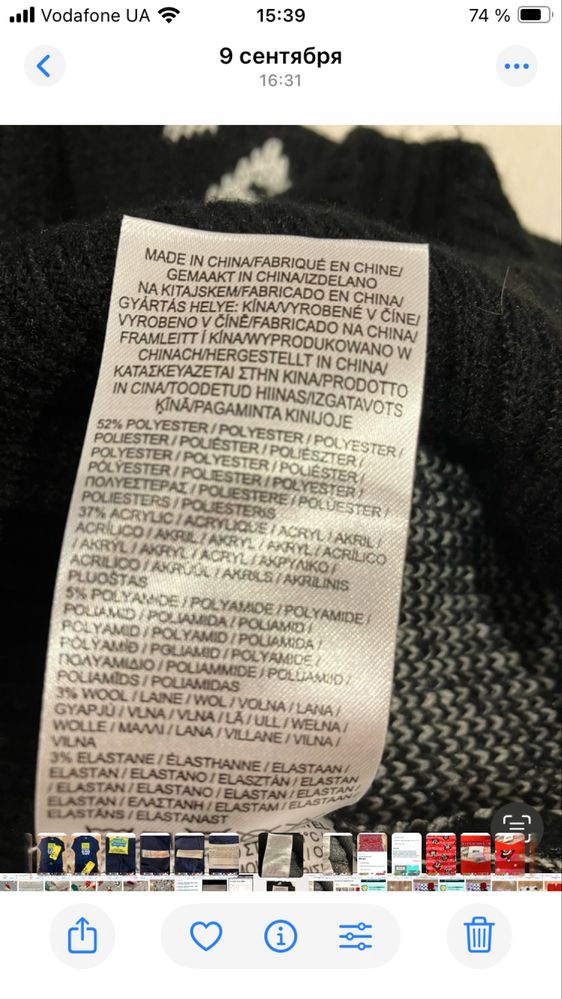 Vodafone UA
15:39
74 %
9 сентября
16:31
MADE IN CHINA/FABRIQUÉ EN CHINE/
GEMAAKT IN CHINA/IZDELANO
NA KITAJSKEM/FABRICADO EN CHINA/
GYÁRTÁS HELYE: KÍNA/VYROBENÉ V ČÍNE/
VYROBENO V ČÍNĚ/FABRICADO NA CHINA/
FRAMLEITT Í KÍNA/WYPRODUKOWANO W
CHINACH/HERGESTELLT IN CHINA/
ΚΑΤΑΣΚΕΥΑΖΕΤΑΙ ΣΤΗΝ ΚΙΝΑ/PRODOTTO
IN CINA/TOODETUD HIINAS/IZGATAVOTS
ĶĪNĀ/PAGAMINTA KINIJOJE
52% POLYESTER / POLYESTER / POLYESTER /
POLIESTER / POLIÉSTER / POLIÉSZTER /
POLYESTER / POLYESTER / POLIÉSTER /
PÓLÝESTER / POLIESTER / POLYESTER /
ΠΟΛΥΕΣΤΕΡΑΣ / POLIESTERE / POLÜESTER /
POLIESTERS / POLIESTERIS
37% ACRYLIC / ACRYLIQUE / ACRYL / AKRIL /
ACRÍLICO / AKRIL / AKRYL / AKRYL / ACRÍLICO
/ AKRÝL / AKRYL / ACRYL / ΑΚΡΥΛΙΚΟ /
ACRILICO / AKRÜÜL / AKRILS / AKRILINIS
PLUOŠTAS
5% POLYAMIDE / POLYAMIDE / POLYAMIDE /
POLIAMID / POLIAMIDA / POLIAMID /
POLYAMID / POLYAMID / POLIAMIDA /
PÓLÝAMÍÐ / POLIAMID / POLYAMIDE /
ΠΟΛΥΑΜΙΔΙΟ / POLIAMMIDE / POLÜAMIID /
POLIAMĪDS / POLIAMIDAS
3% WOOL / LAINE / WOL / VOLNA / LANA /
GYAPJÚ / VLNA / VLNA / LÃ / ULL / WEŁNA /
WOLLE / ΜΑΛΛΙ / LANA / VILLANE / VILNA /
VILNA
3% ELASTANE / ÉLASTHANNE / ELASTAAN /
ELASTAN / ELASTANO / ELASZTÁN / ELASTAN
/ ELASTAN / ELASTANO / ELASTAN / ELASTAN /
ELASTAN / ΕΛΑΣΤΑΝΗ / ELASTAM / ELASTAAN /
ELASTĀNS / ELASTANAST